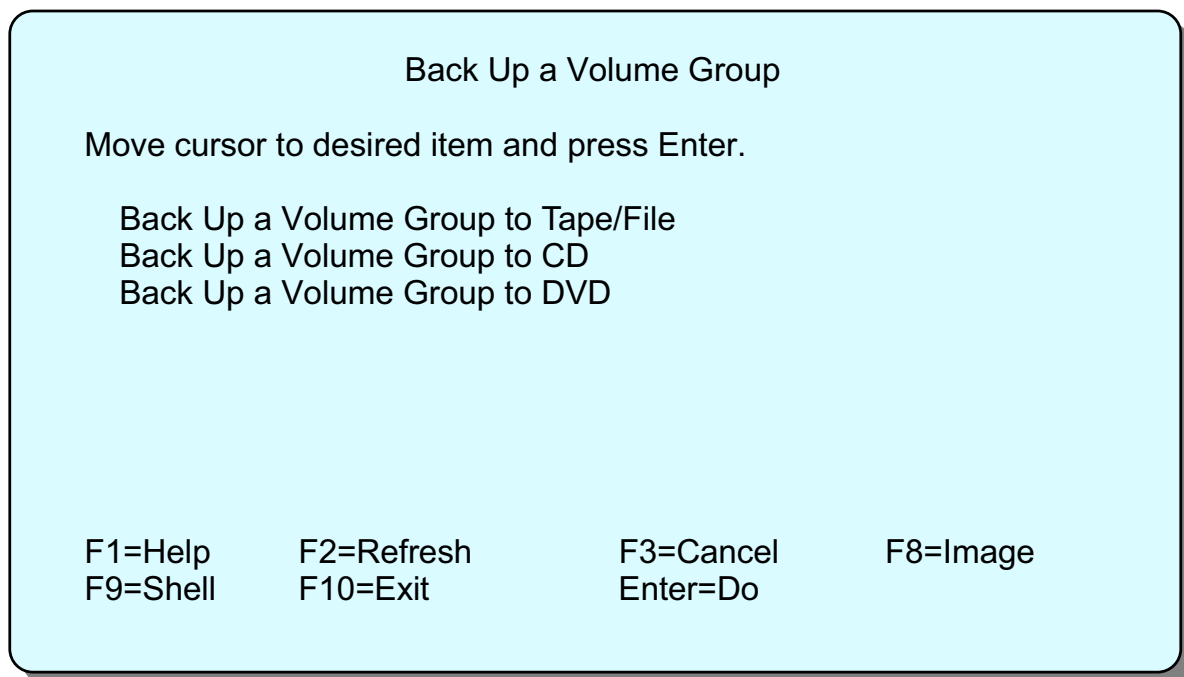 Back Up a Volume Group
Move cursor to desired item and press Enter.
Back Up a Volume Group to Tape/File
Back Up a Volume Group to CD
Back Up a Volume Group to DVD
F1=Help F2=Refresh F3=Cancel F8=Image
F9=Shell F10=Exit Enter=Do